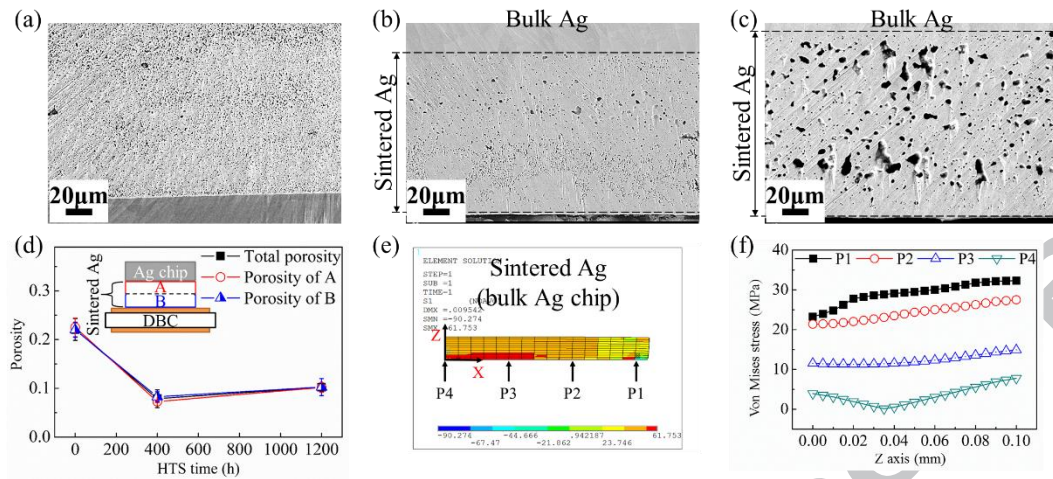 (a)
20μm
(b)
Bulk Ag
Sintered Ag
20μm
(c)
Bulk Ag
Sintered Ag
20μm
(d)
Total porosity
Porosity of A
Porosity of B
Sintered Ag
Ag chip
A
B
DBC
0.3
0.2
0.1
0.0
Porosity
0 200 400 600 800 1000 1200
HTS time (h)
(e)
ELEMENT SOLUTION
STEP=1
SUB =1
TIME=1
S1
DMX =.009542
SMN =-90.274
SMX =61.753
Sintered Ag
(bulk Ag chip)
Z
X
P4 P3 P2 P1
-90.274 -44.666 .942187 61.753
-67.47 -21.862 23.746
(f)
P1 P2 P3 P4
40
30
20
10
0
Von Mises stress (MPa)
0.00 0.02 0.04 0.06 0.08 0.10
Z axis (mm)